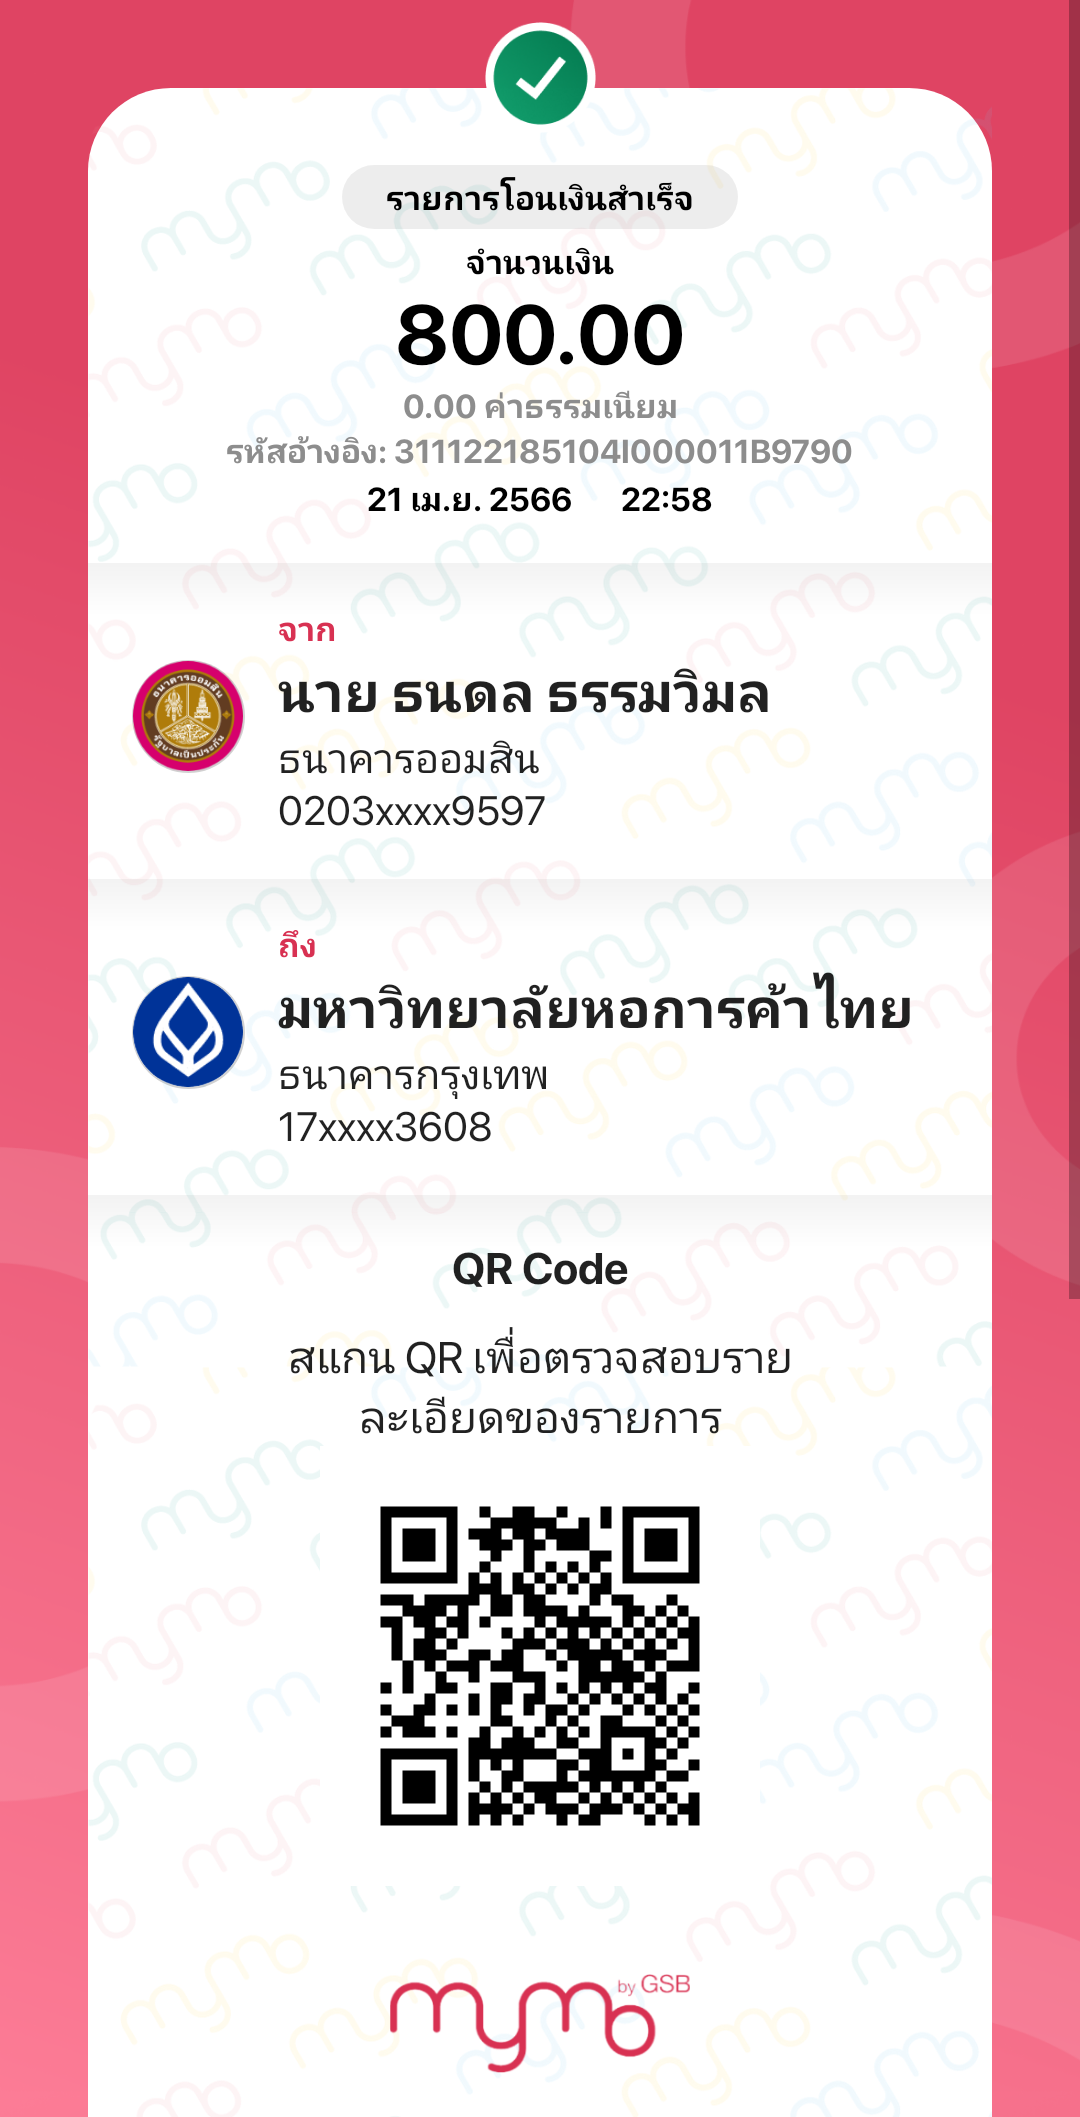 รายการโอนเงินสำเร็จ
จำนวนเงิน
800.00
0.00 ค่าธรรมเนียม
รหัสอ้างอิง: 311122185104I000011B9790
21 เม.ย. 2566 22:58
จาก
นาย ธนดล ธรรมวิมล
ธนาคารออมสิน
0203xxxx9597
ถึง
มหาวิทยาลัยหอการค้าไทย
ธนาคารกรุงเทพ
17xxxx3608
QR Code
สแกน QR เพื่อตรวจสอบราย
ละเอียดของรายการ
mymo by GSB